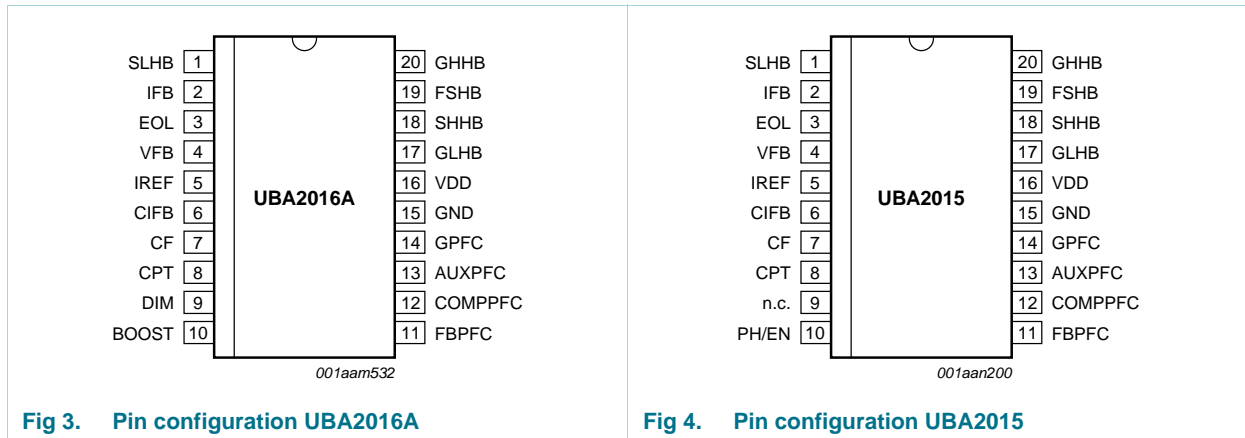 SLHB 1 20 GHHB
IFB 2 19 FSHB
EOL 3 18 SHHB
VFB 4 17 GLHB
IREF 5 UBA2016A 16 VDD
CIFB 6 15 GND
CF 7 14 GPFC
CPT 8 13 AUXPFC
DIM 9 12 COMPPFC
BOOST 10 11 FBPFC
001aam532
Fig 3. Pin configuration UBA2016A
SLHB 1 20 GHHB
IFB 2 19 FSHB
EOL 3 18 SHHB
VFB 4 17 GLHB
IREF 5 UBA2015 16 VDD
CIFB 6 15 GND
CF 7 14 GPFC
CPT 8 13 AUXPFC
n.c. 9 12 COMPPFC
PH/EN 10 11 FBPFC
001aan200
Fig 4. Pin configuration UBA2015